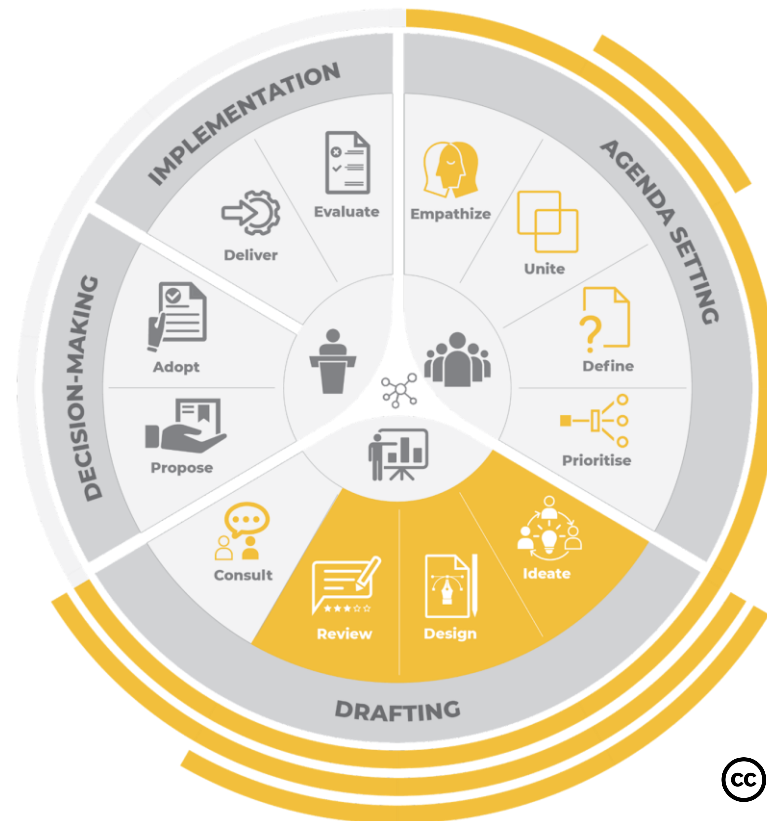 IMPLEMENTATION
Evaluate
Deliver
AGENDA SETTING
Empathize
Unite
Define
Prioritise
DRAFTING
Ideate
Design
Review
Consult
DECISION-MAKING
Propose
Adopt
cc